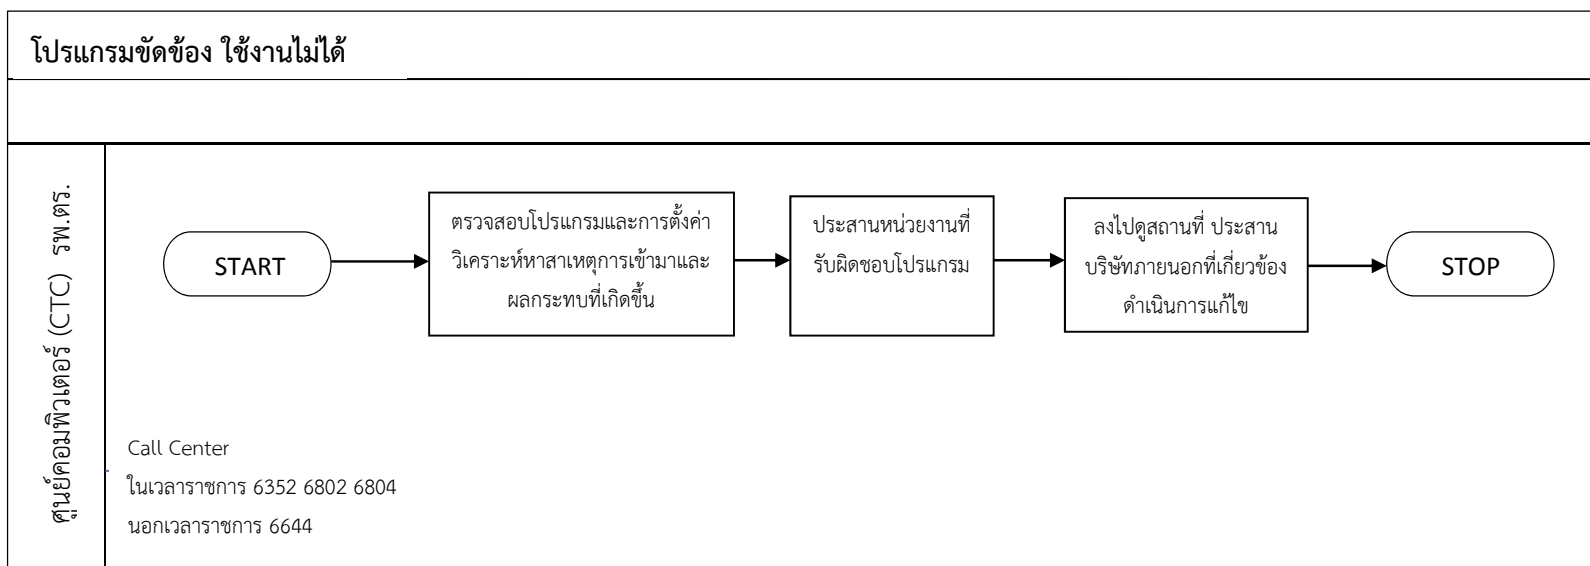 โปรแกรมขัดข้อง ใช้งานไม่ได้
ศูนย์คอมพิวเตอร์ (CTC) รพ.ตร.
START
ตรวจสอบโปรแกรมและการตั้งค่า
วิเคราะห์หาสาเหตุการเข้ามาและ
ผลกระทบที่เกิดขึ้น
ประสานหน่วยงานที่
รับผิดชอบโปรแกรม
ลงไปดูสถานที่ ประสาน
บริษัทภายนอกที่เกี่ยวข้อง
ดำเนินการแก้ไข
STOP
Call Center
ในเวลาราชการ 6352 6802 6804
นอกเวลาราชการ 6644